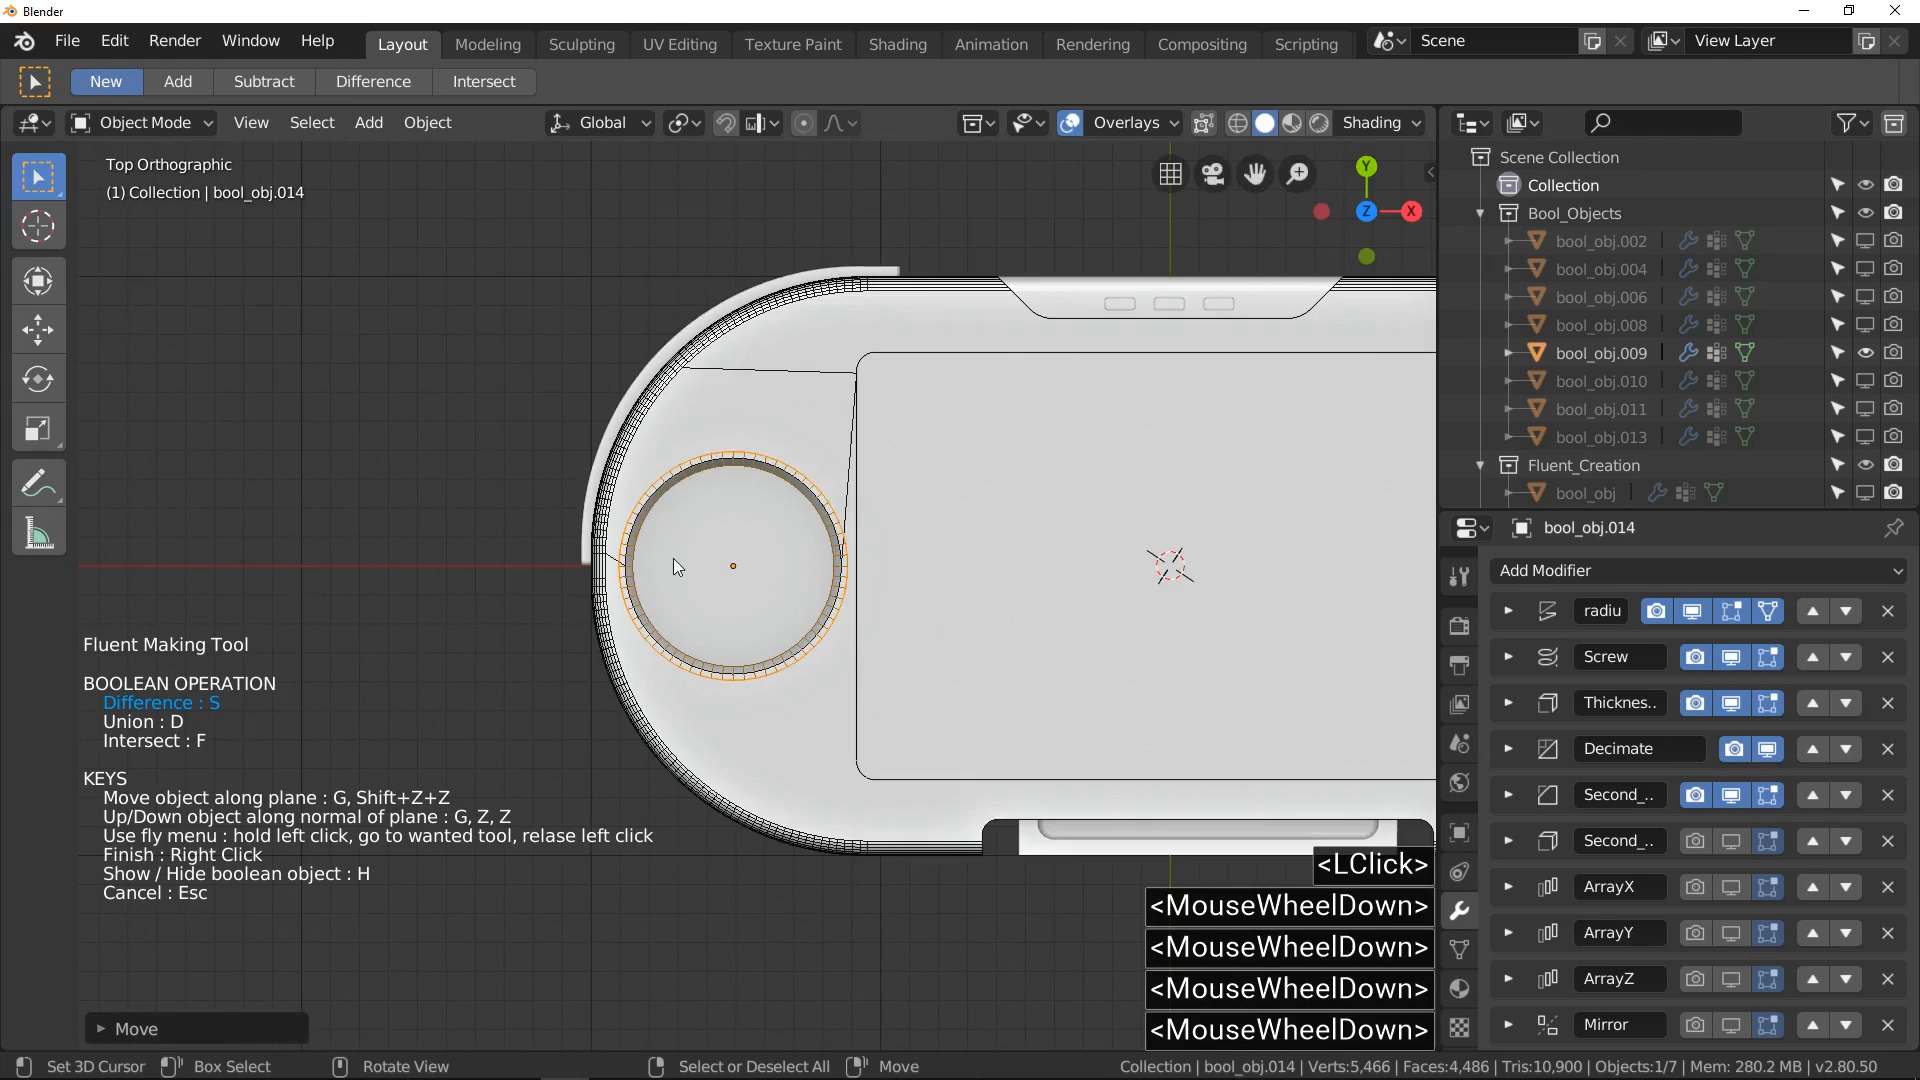 Blender
File Edit Render Window Help
Layout Modeling Sculpting UV Editing Texture Paint Shading Animation Rendering Compositing Scripting
Scene
View Layer
New Add Subtract Difference Intersect
Object Mode View Select Add Object
Global
Overlays
Shading
Top Orthographic
(1) Collection | bool_obj.014
Y
Z
X
Scene Collection
Collection
Bool_Objects
bool_obj.002
bool_obj.004
bool_obj.006
bool_obj.008
bool_obj.009
bool_obj.010
bool_obj.011
bool_obj.013
Fluent_Creation
bool_obj
bool_obj.014
Add Modifier
radiu
Screw
Thicknes..
Decimate
Second_..
Second_..
ArrayX
ArrayY
ArrayZ
Mirror
Fluent Making Tool
BOOLEAN OPERATION
Difference : S
Union : D
Intersect : F
KEYS
Move object along plane : G, Shift+Z+Z
Up/Down object along normal of plane : G, Z, Z
Use fly menu : hold left click, go to wanted tool, relase left click
Finish : Right Click
Show / Hide boolean object : H
Cancel : Esc
<LClick>
<MouseWheelDown>
<MouseWheelDown>
<MouseWheelDown>
<MouseWheelDown>
Move
Set 3D Cursor Box Select Rotate View Select or Deselect All Move
Collection | bool_obj.014 | Verts:5,466 | Faces:4,486 | Tris:10,900 | Objects:1/7 | Mem: 280.2 MB | v2.80.50